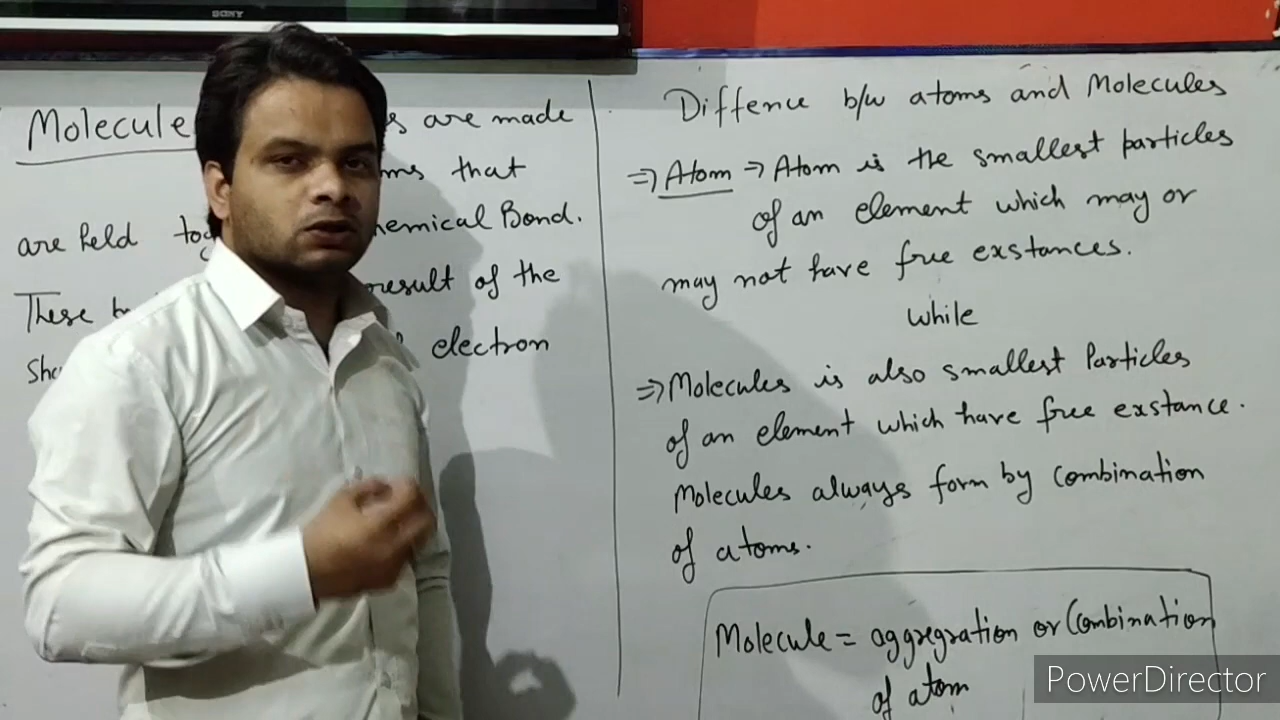 SONY
Molecule s are made
ms that
are held tog hemical Bond.
These b result of the
Sha electron
Diffence b/w atoms and Molecules
⇒ Atom → Atom is the smallest particles
of an element which may or
may not have free exstances.
while
⇒ Molecules is also smallest Particles
of an element which have free exstance.
Molecules always form by combination
of atoms.
Molecule = aggregration or Combination
of atom
PowerDirector